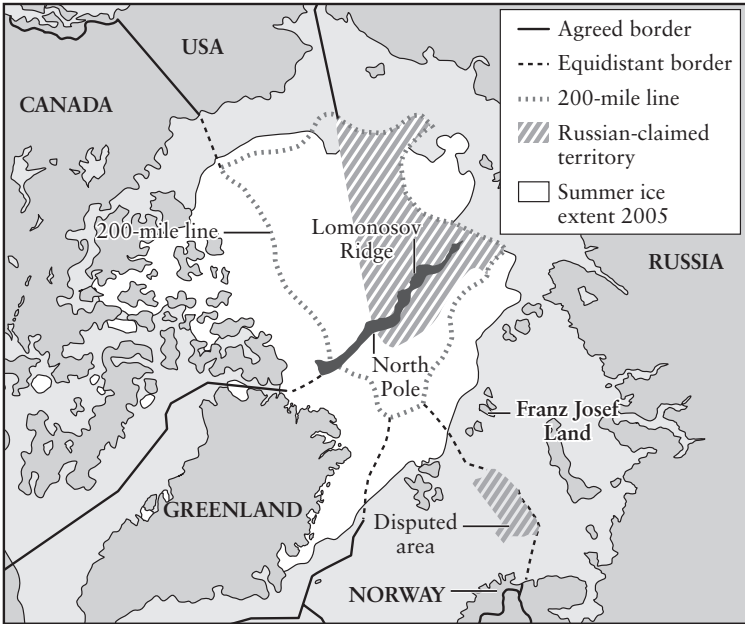 USA
CANADA
Agreed border
Equidistant border
200-mile line
Russian-claimed
territory
Summer ice
extent 2005
200-mile line
Lomonosov
Ridge
RUSSIA
North
Pole
Franz Josef
Land
GREENLAND
Disputed
area
NORWAY